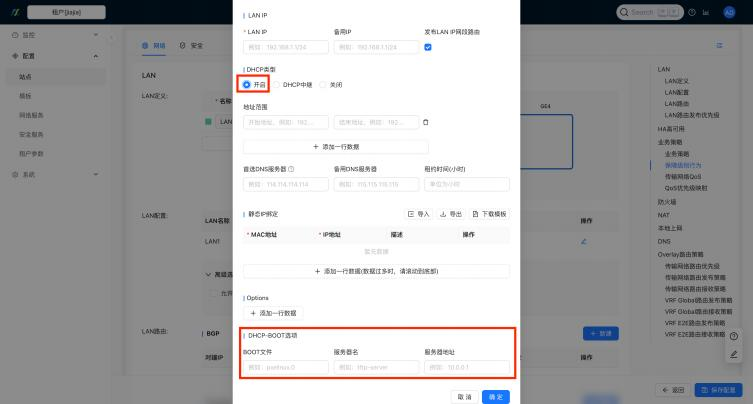 租户[jiajie]
Search
AD
监控
配置
站点
模板
网络服务
安全服务
租户参数
系统
网络
安全
LAN
LAN定义:
* 名称
LAN
GE4
LAN配置:
LAN名称
操作
LAN1
高级选
允许
LAN路由:
BGP
+ 新建
对端IP
操作
LAN IP
* LAN IP
备用IP
发布LAN IP网段路由
例如：192.168.1.1/24
例如：192.168.1.1/24
DHCP类型
开启
DHCP中继
关闭
地址范围
开始地址，例如：192....
结束地址，例如：192....
+ 添加一行数据
首选DNS服务器
备用DNS服务器
租约时间(小时)
例如：114.114.114.114
例如：115.115.115.115
单位为小时
静态IP绑定
导入
导出
下载模板
* MAC地址
* IP地址
描述
操作
暂无数据
+ 添加一行数据(数据过多时，请滚动到底部)
Options
+ 添加一行数据
DHCP-BOOT选项
BOOT文件
服务器名
服务器地址
例如：pxelinux.0
例如：tftp-server
例如：10.0.0.1
取 消
确 定
LAN
LAN定义
LAN配置
LAN路由
LAN路由发布优先级
HA高可用
业务策略
业务策略
保障级别行为
传输网络QoS
QoS优先级映射
防火墙
NAT
本地上网
DNS
Overlay路由策略
传输网络路由优先级
传输网络路由发布策略
传输网络路由接收策略
VRF Global路由发布策略
VRF Global路由接收策略
VRF E2E路由发布策略
VRF E2E路由接收策略
返回
保存配置